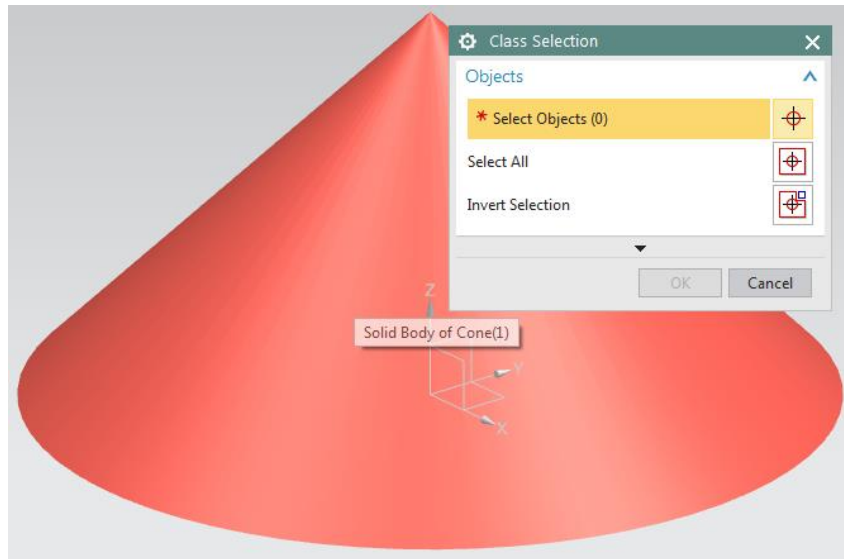 Class Selection
Objects
* Select Objects (0)
Select All
Invert Selection
OK
Cancel
Z
Solid Body of Cone(1)
Y
X